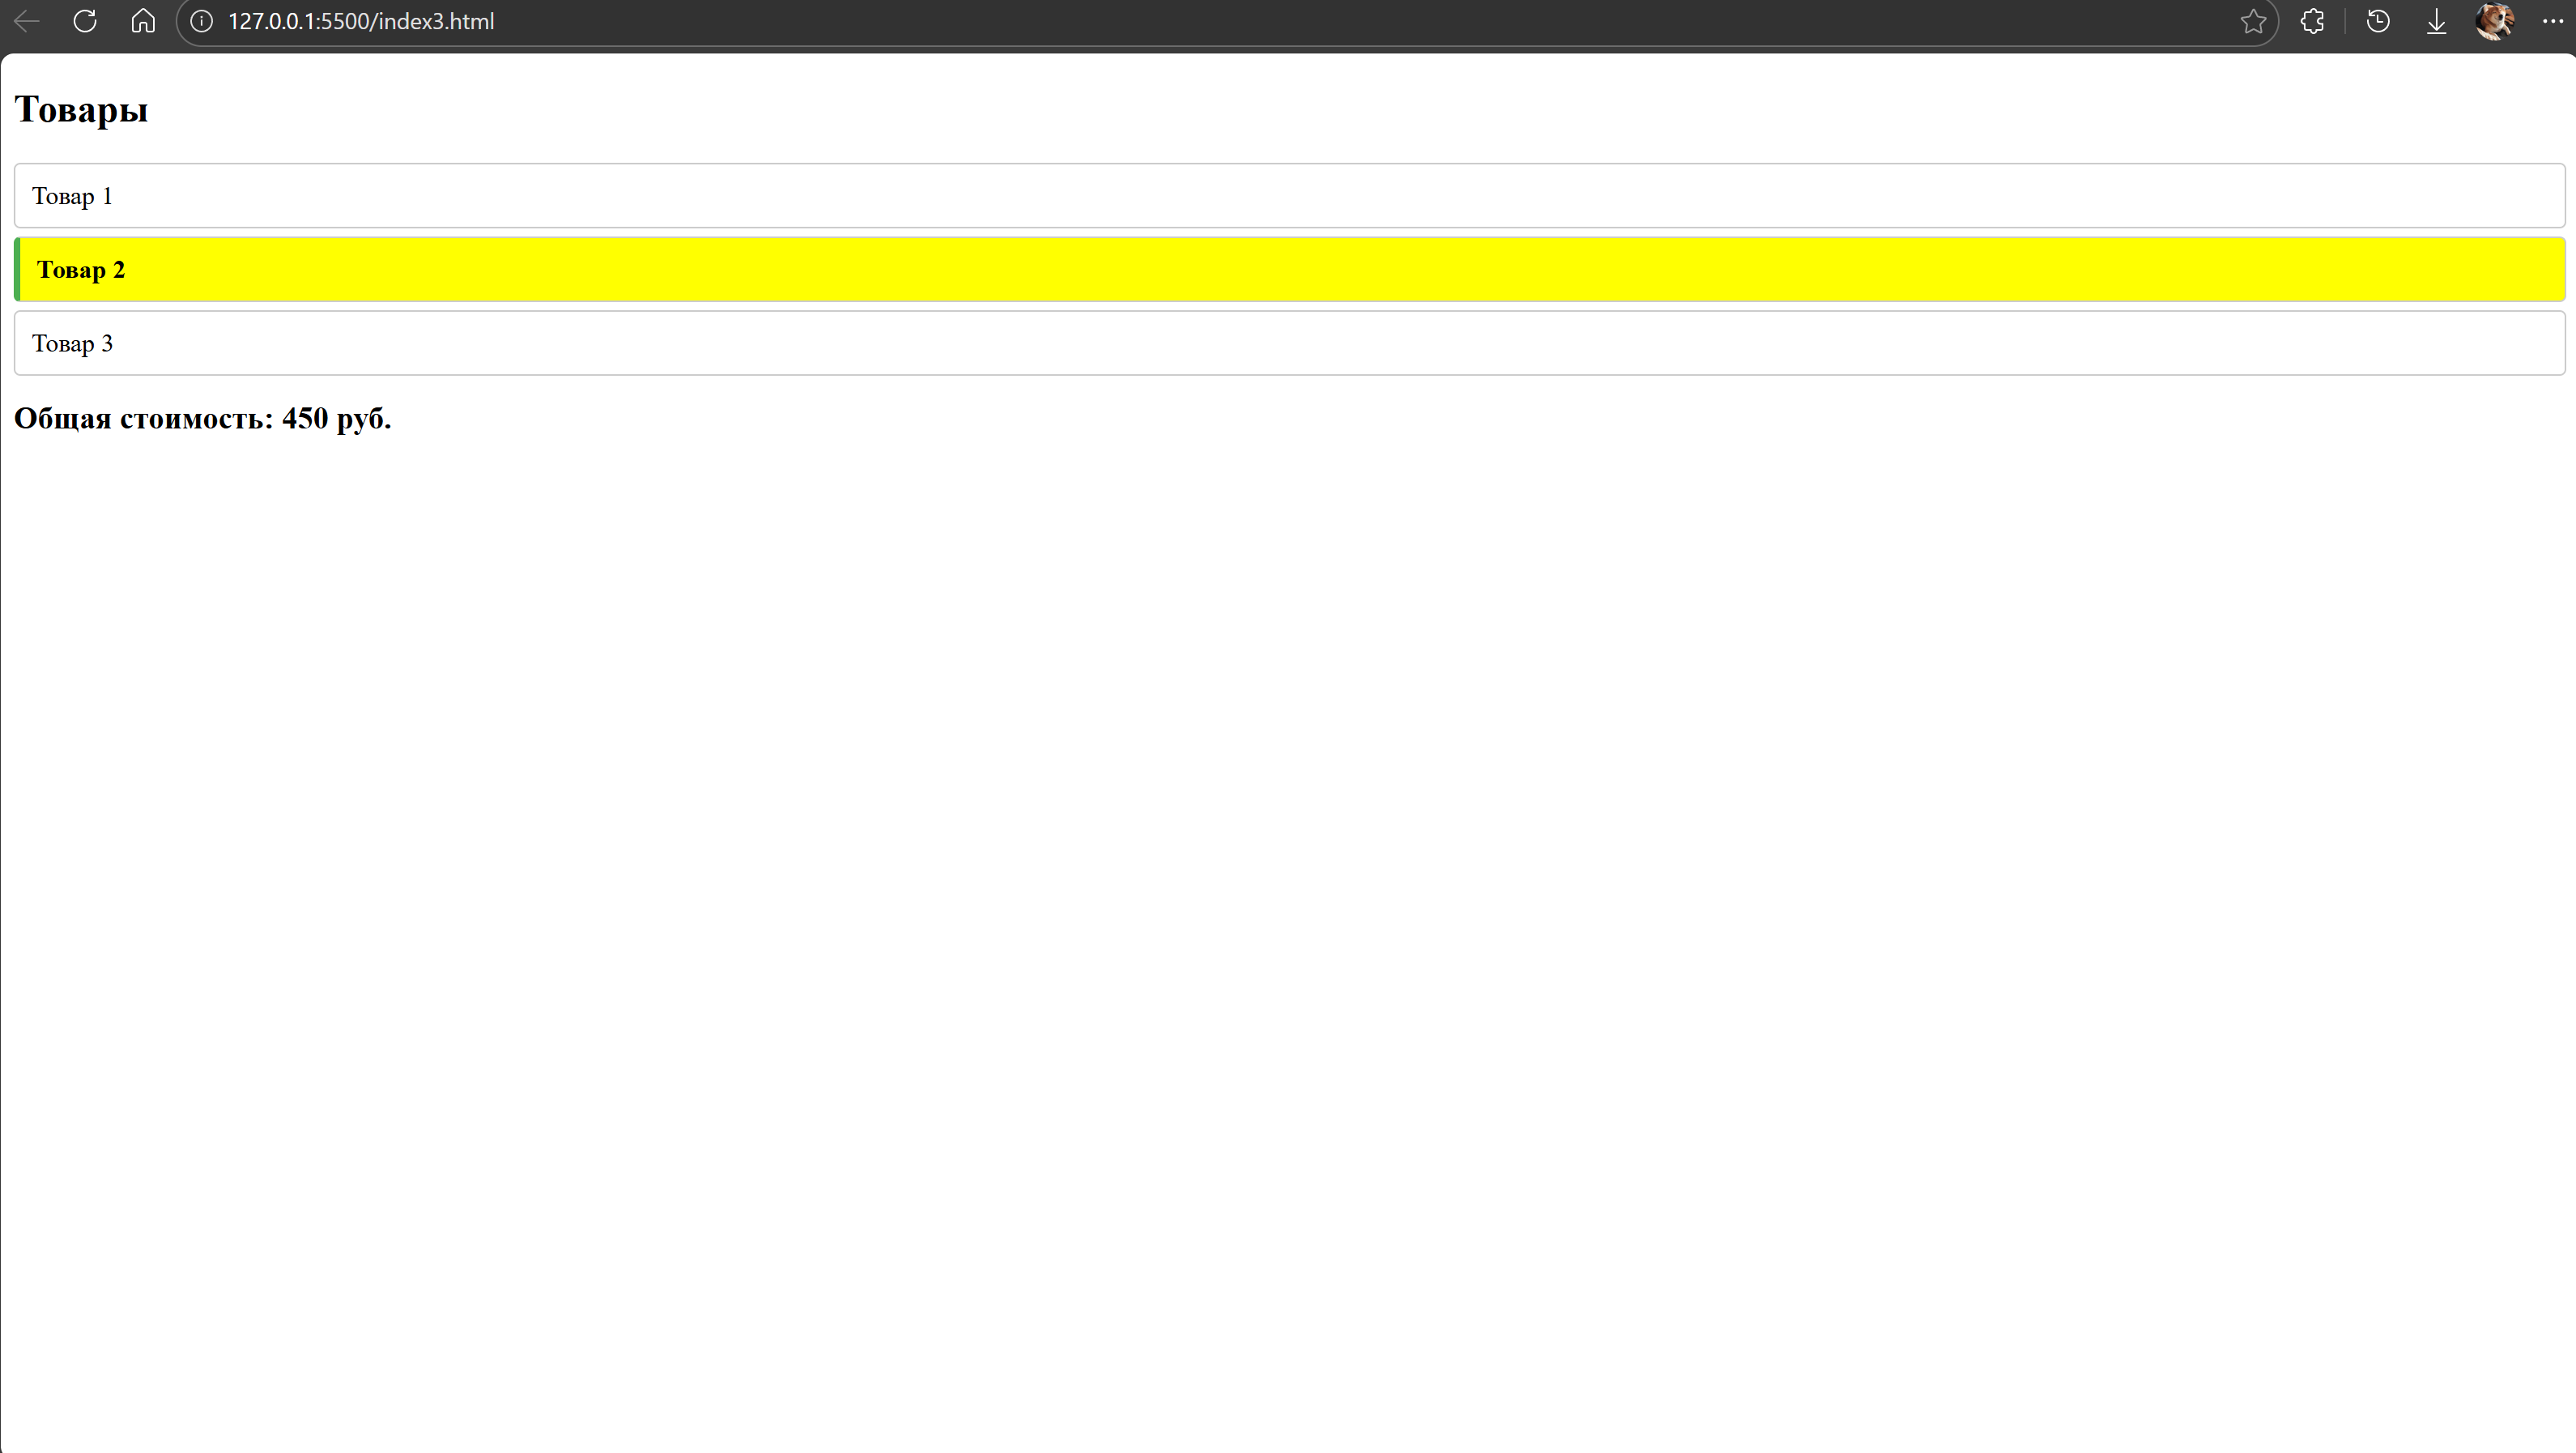 127.0.0.1:5500/index3.html
Товары
Товар 1
Товар 2
Товар 3
Общая стоимость: 450 руб.